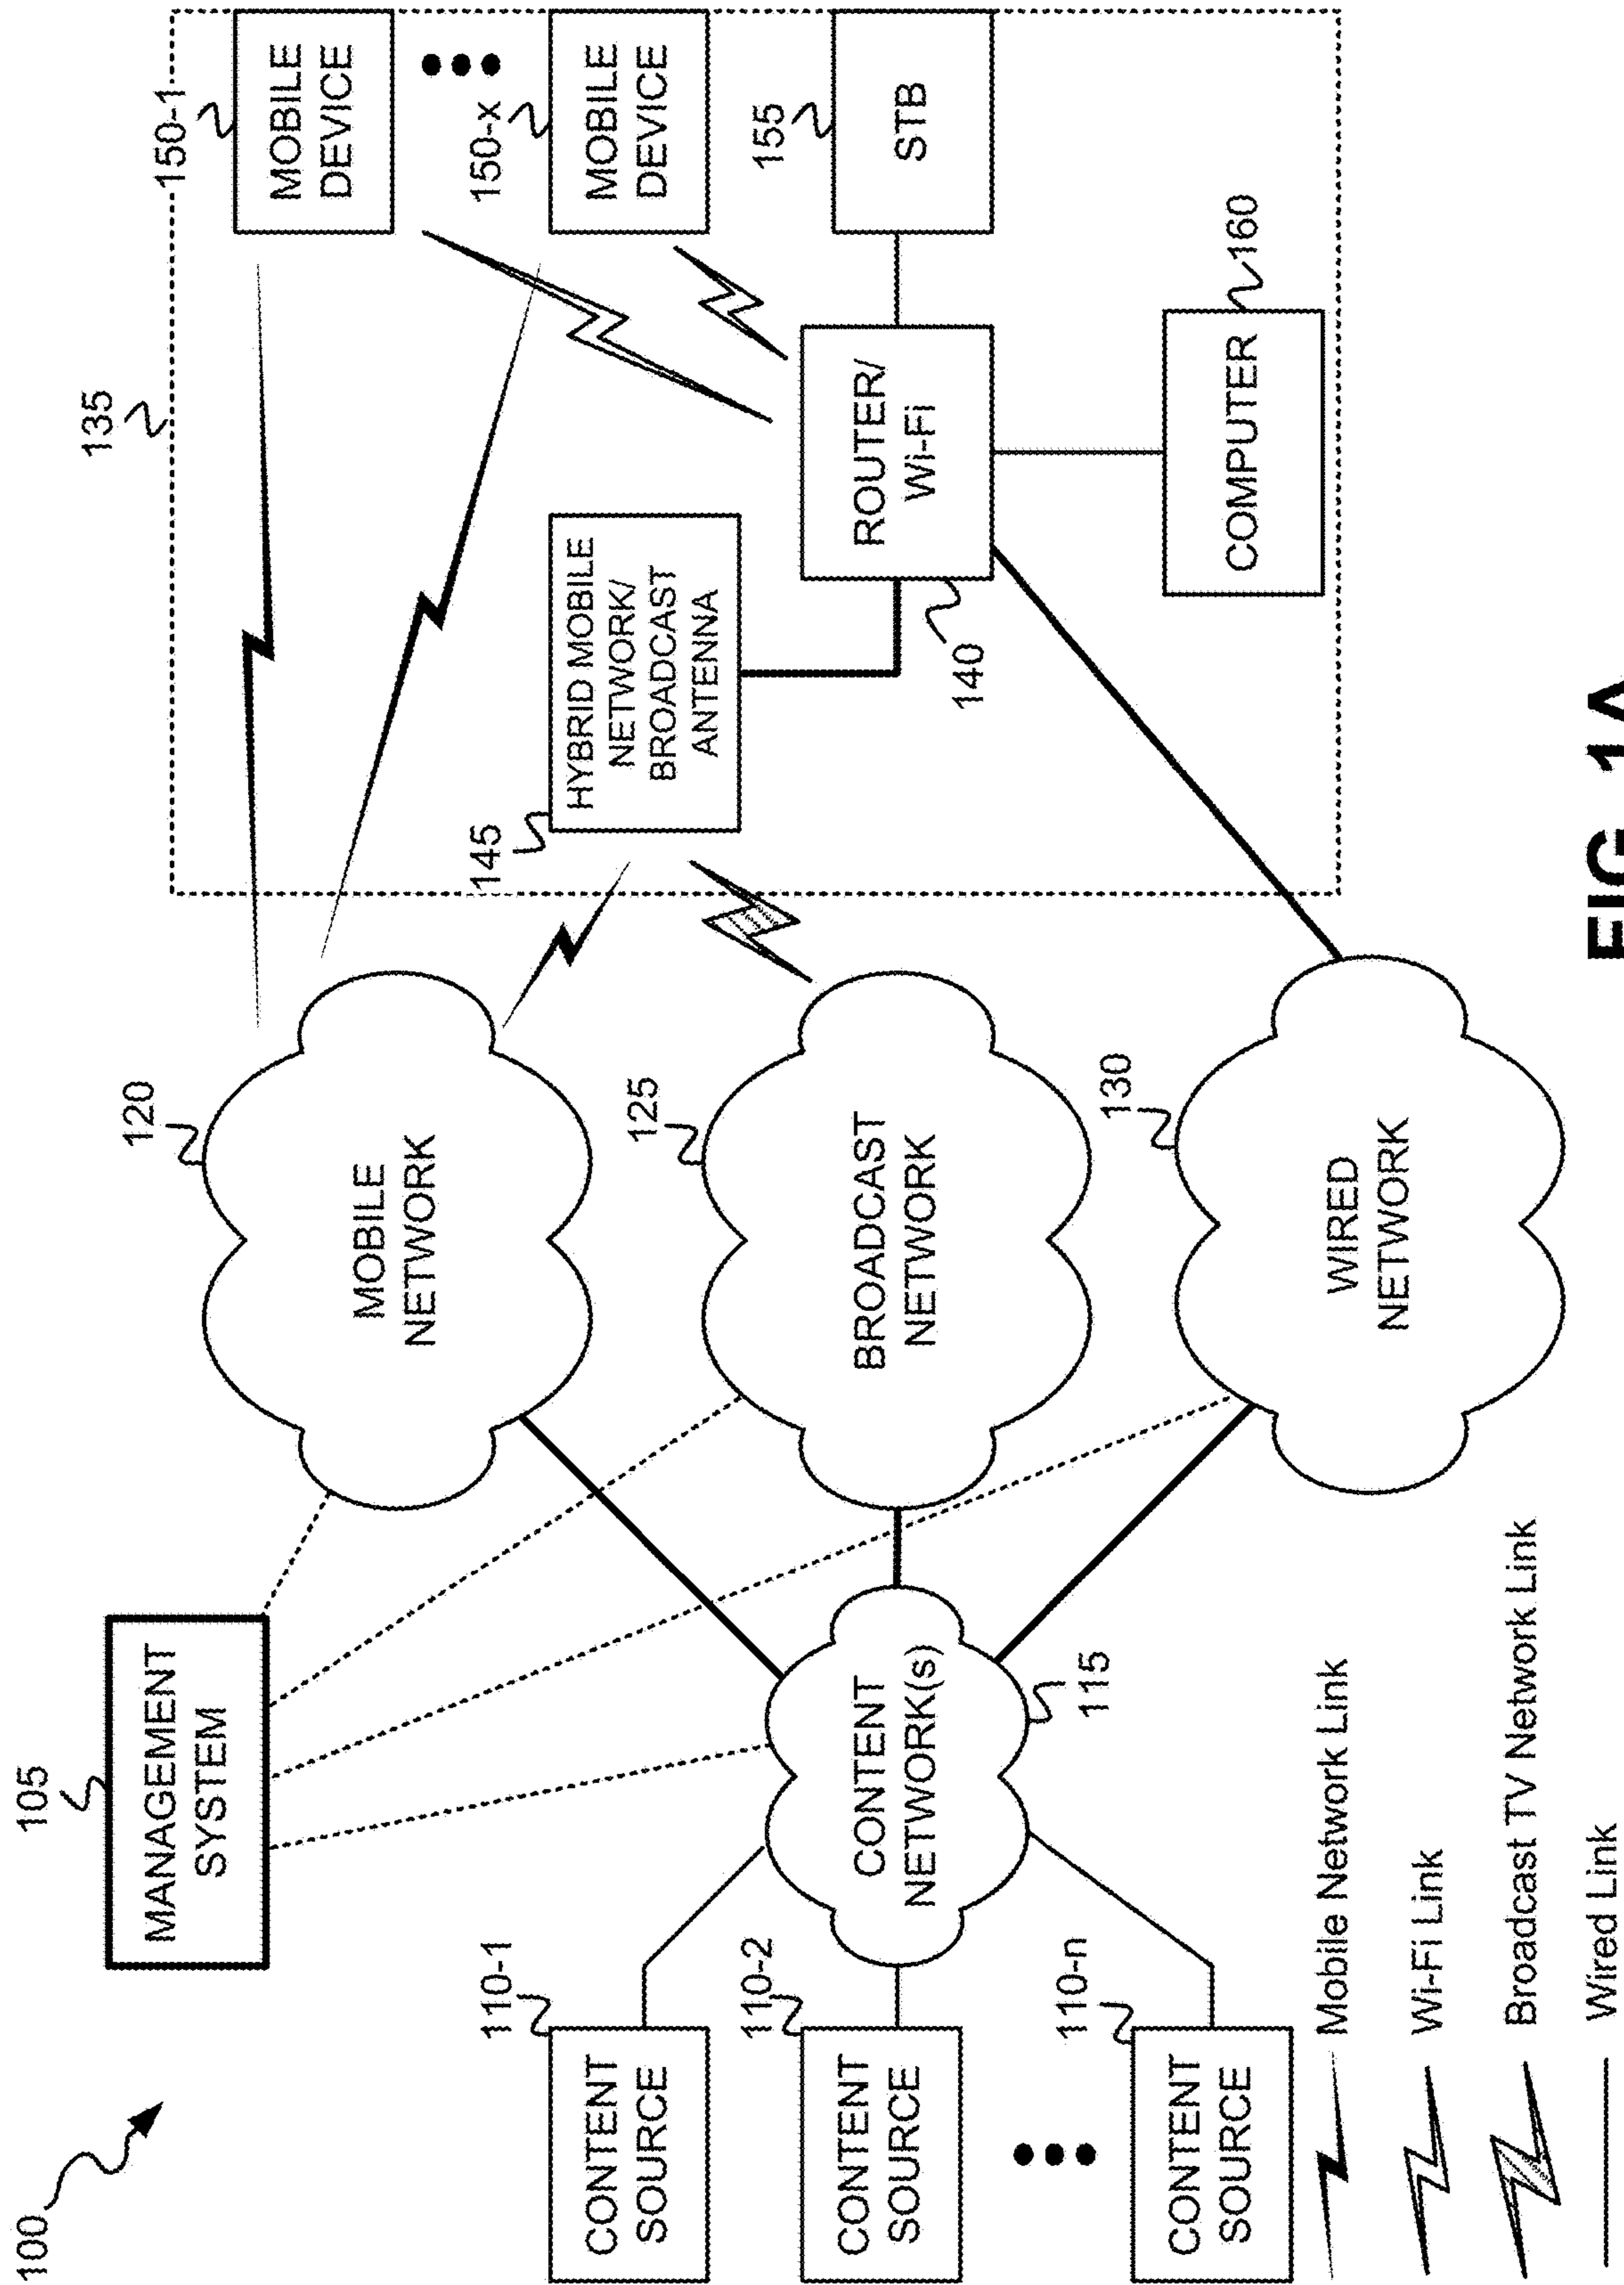 100
105
MANAGEMENT
SYSTEM
110-1
CONTENT
SOURCE
110-2
CONTENT
SOURCE
110-n
CONTENT
SOURCE
CONTENT
NETWORK(s)
115
120
MOBILE
NETWORK
125
BROADCAST
NETWORK
130
WIRED
NETWORK
135
145
HYBRID MOBILE
NETWORK/
BROADCAST
ANTENNA
140
ROUTER/
Wi-Fi
150-1
MOBILE
DEVICE
150-x
MOBILE
DEVICE
155
STB
160
COMPUTER
Mobile Network Link
Wi-Fi Link
Broadcast TV Network Link
Wired Link
FIG. 1A